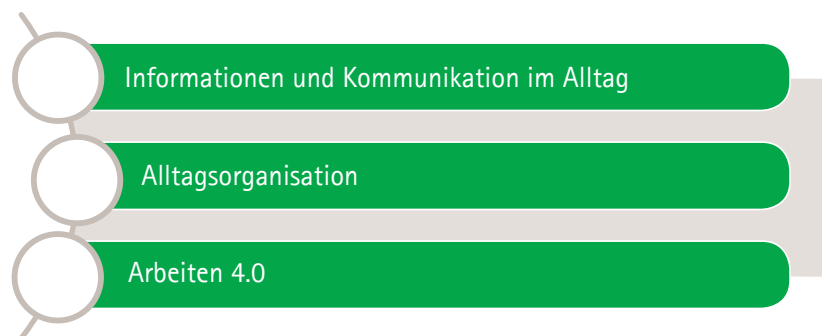 Informationen und Kommunikation im Alltag
Alltagsorganisation
Arbeiten 4.0